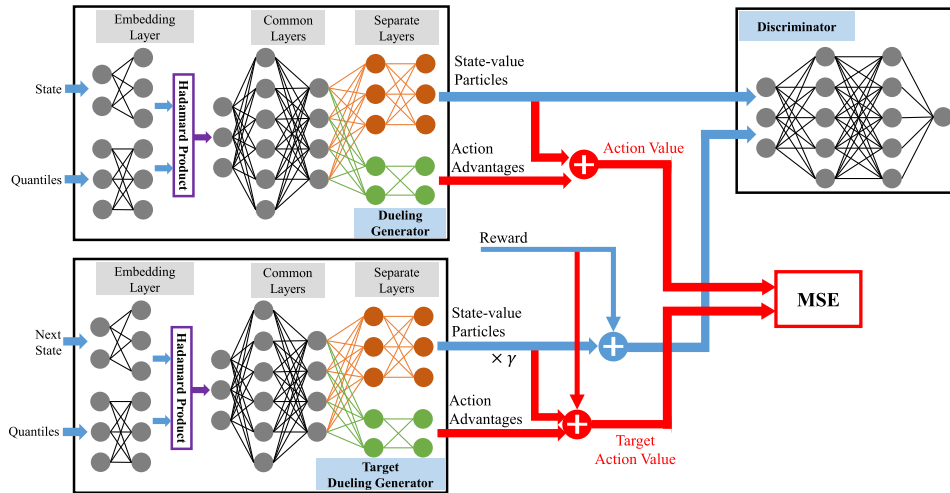 Embedding
Layer
Common
Layers
Separate
Layers
State
Quantiles
Hadamard Product
State-value
Particles
Action
Advantages
Dueling
Generator
Discriminator
Action Value
Reward
MSE
Embedding
Layer
Common
Layers
Separate
Layers
Next
State
Quantiles
Hadamard Product
State-value
Particles
× γ
Action
Advantages
Target
Dueling Generator
Target
Action Value